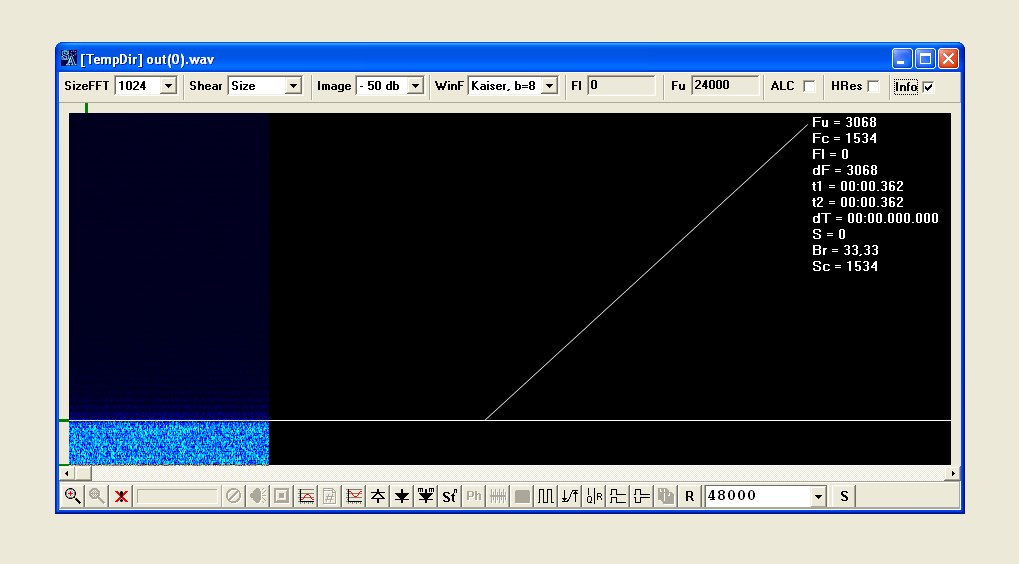 [TempDir] out(0).wav
SizeFFT 1024 Shear Size Image - 50 db WinF Kaiser, b=8 Fl 0 Fu 24000 ALC HRes Info
Fu = 3068
Fc = 1534
Fl = 0
dF = 3068
t1 = 00:00.362
t2 = 00:00.362
dT = 00:00.000.000
S = 0
Br = 33,33
Sc = 1534
St Ph R 48000 S